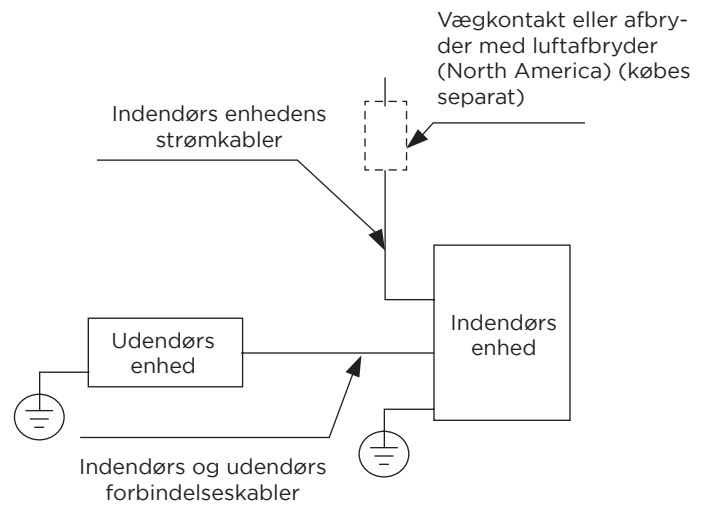 Vægkontakt eller afbry-
der med luftafbryder
(North America) (købes
separat)
Indendørs enhedens
strømkabler
Indendørs
enhed
Udendørs
enhed
Indendørs og udendørs
forbindelseskabler